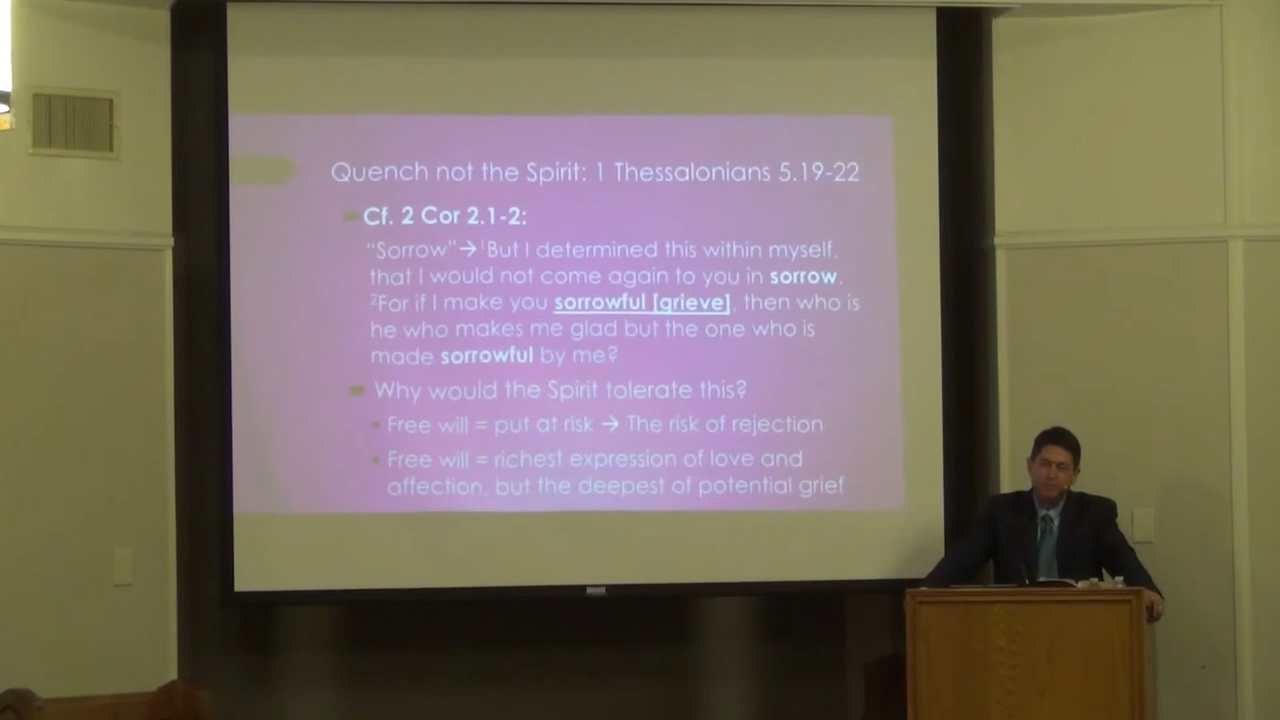 Quench not the Spirit: 1 Thessalonians 5.19-22
Cf. 2 Cor 2.1-2:
“Sorrow”→¹But I determined this within myself,
that I would not come again to you in sorrow.
²For if I make you sorrowful [grieve], then who is
he who makes me glad but the one who is
made sorrowful by me?
Why would the Spirit tolerate this?
Free will = put at risk → The risk of rejection
Free will = richest expression of love and
affection, but the deepest of potential grief